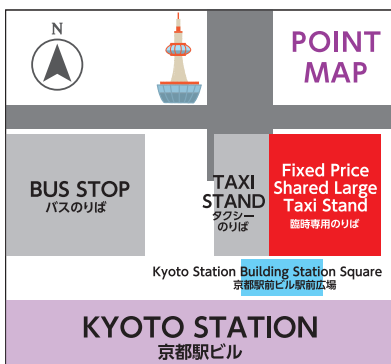 N
POINT
MAP
BUS STOP
バスのりば
TAXI
STAND
タクシー
のりば
Fixed Price
Shared Large
Taxi Stand
臨時専用のりば
Kyoto Station Building Station Square
京都駅前ビル駅前広場
KYOTO STATION
京都駅ビル